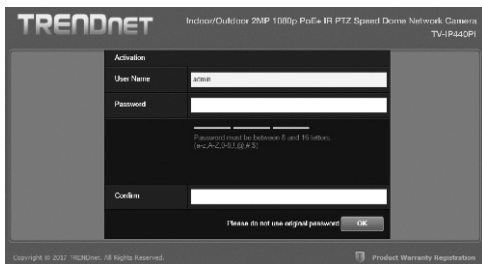 TRENDNET
Indoor/Outdoor 2MP 1080p PoE+ IR PTZ Speed Dome Network Camera
TV-IP440PI
Activation
User Name
admin
Password
Password must be between 8 and 16 letters.
(a-z,A-Z,0-9,!,@,#,$)
Confirm
Please do not use original password
OK
Copyright © 2017 TRENDnet. All Rights Reserved.
Product Warranty Registration